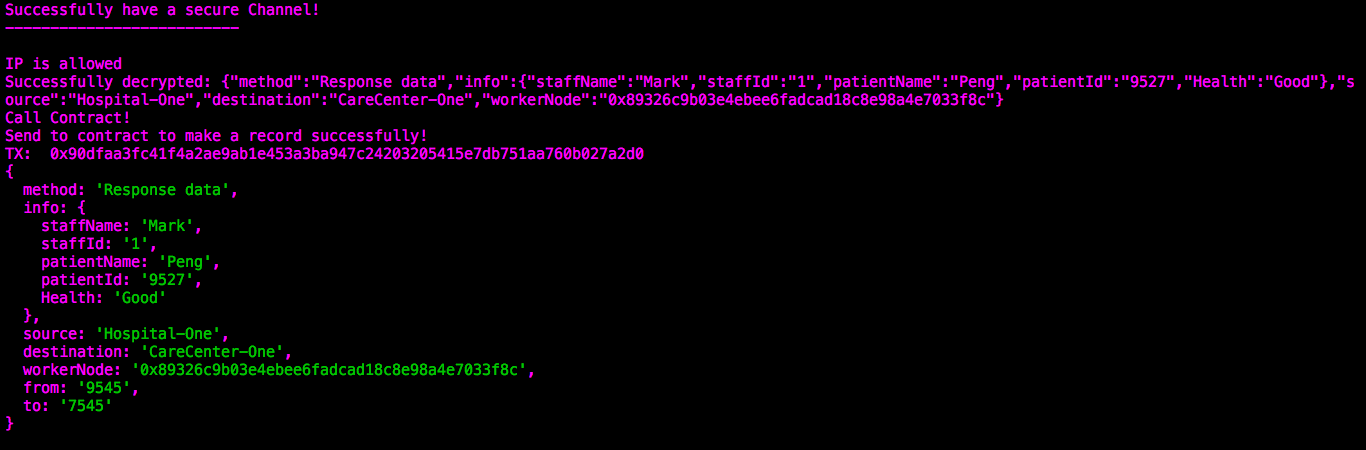 Successfully have a secure Channel!
--------------------------
IP is allowed
Successfully decrypted: {"method":"Response data","info":{"staffName":"Mark","staffId":"1","patientName":"Peng","patientId":"9527","Health":"Good"},"s
ource":"Hospital-One","destination":"CareCenter-One","workerNode":"0x89326c9b03e4ebee6fadcad18c8e98a4e7033f8c"}
Call Contract!
Send to contract to make a record successfully!
TX:  0x90dfaa3fc41f4a2ae9ab1e453a3ba947c24203205415e7db751aa760b027a2d0
{
  method: 'Response data',
  info: {
    staffName: 'Mark',
    staffId: '1',
    patientName: 'Peng',
    patientId: '9527',
    Health: 'Good'
  },
  source: 'Hospital-One',
  destination: 'CareCenter-One',
  workerNode: '0x89326c9b03e4ebee6fadcad18c8e98a4e7033f8c',
  from: '9545',
  to: '7545'
}